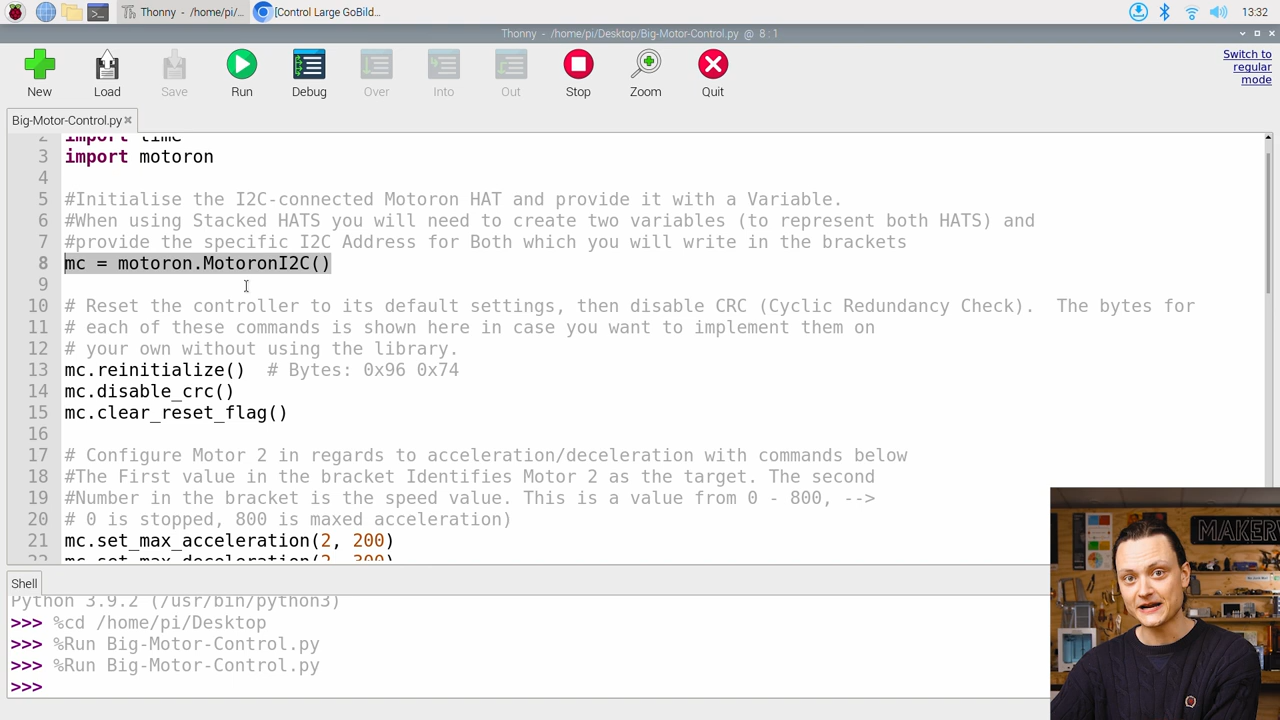 Thonny - /home/pi/...
[Control Large GoBild...
13:32
Thonny - /home/pi/Desktop/Big-Motor-Control.py @ 8 : 1
New
Load
Save
Run
Debug
Over
Into
Out
Stop
Zoom
Quit
Switch to
regular
mode
Big-Motor-Control.py
2 import time
3 import motoron
4
5 #Initialise the I2C-connected Motoron HAT and provide it with a Variable.
6 #When using Stacked HATS you will need to create two variables (to represent both HATS) and
7 #provide the specific I2C Address for Both which you will write in the brackets
8 mc = motoron.MotoronI2C()
9
10 # Reset the controller to its default settings, then disable CRC (Cyclic Redundancy Check).  The bytes for
11 # each of these commands is shown here in case you want to implement them on
12 # your own without using the library.
13 mc.reinitialize()  # Bytes: 0x96 0x74
14 mc.disable_crc()
15 mc.clear_reset_flag()
16
17 # Configure Motor 2 in regards to acceleration/deceleration with commands below
18 #The First value in the bracket Identifies Motor 2 as the target. The second
19 #Number in the bracket is the speed value. This is a value from 0 - 800, -->
20 # 0 is stopped, 800 is maxed acceleration)
21 mc.set_max_acceleration(2, 200)
22 mc.set_max_deceleration(2, 300)
Shell
Python 3.9.2 (/usr/bin/python3)
>>> %cd /home/pi/Desktop
>>> %Run Big-Motor-Control.py
>>> %Run Big-Motor-Control.py
>>>